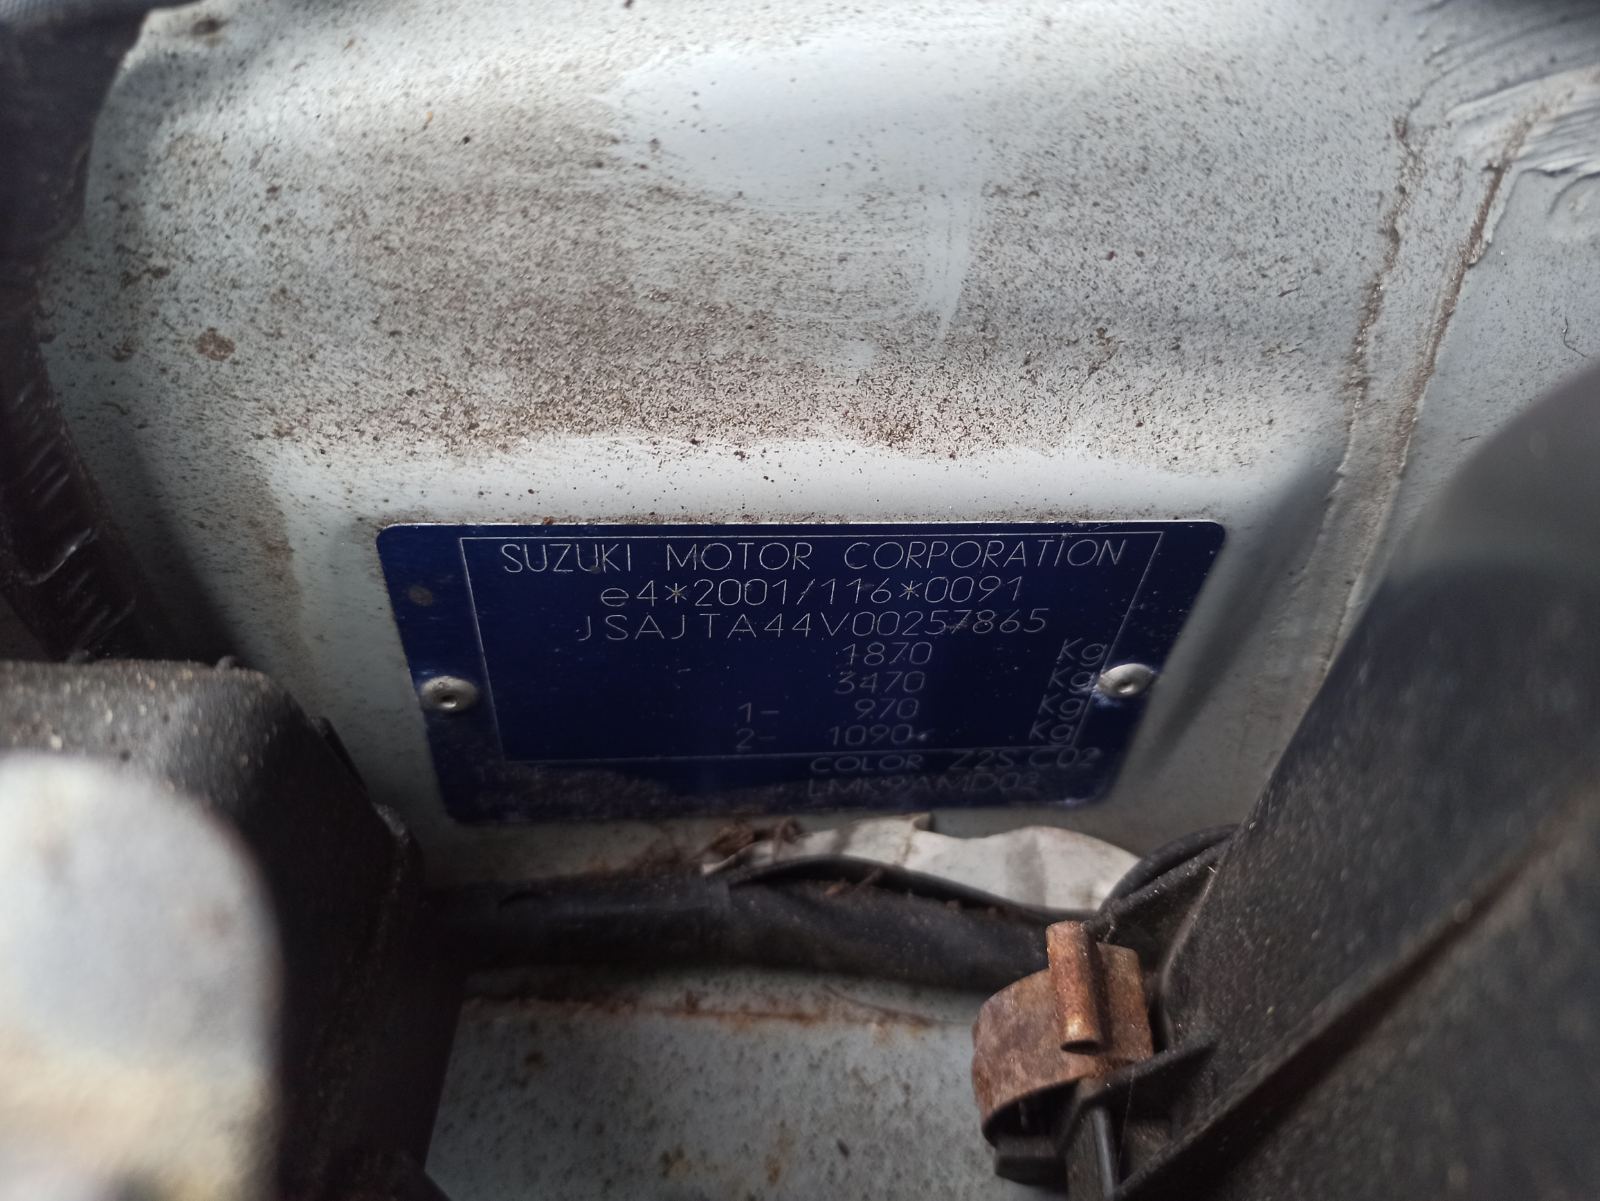 SUZUKI MOTOR CORPORATION
e4*2001/116*0091
JSAJTA44V00257865
1870 Kg
3470 Kg
1- 970 Kg
2- 1090 Kg
COLOR Z2S C02